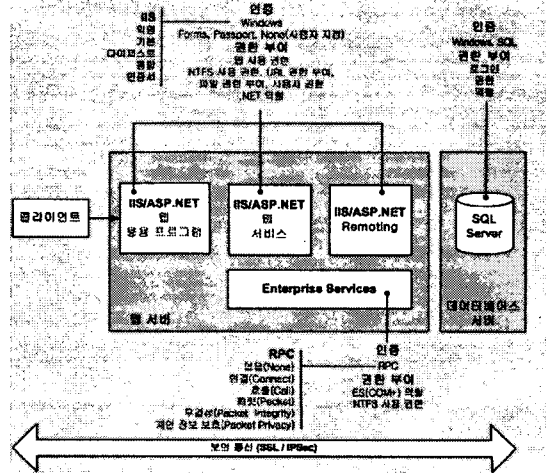 IIS
익명
기본
다이제스트
통합
인증서
인증
Windows
Forms, Passport, None(사용자 지정)
권한 부여
웹 사용 권한
NTFS 사용 권한, URL 권한 부여,
파일 권한 부여, 사용자 권한
.NET 역할
인증
Windows, SQL
권한 부여
로그인
권한
역할
클라이언트
IIS/ASP.NET
웹
응용 프로그램
IIS/ASP.NET
웹
서비스
IIS/ASP.NET
Remoting
SQL
Server
Enterprise Services
웹 서버
데이터베이스
서버
RPC
없음(None)
연결(Connect)
호출(Call)
패킷(Packet)
무결성(Packet Integrity)
개인 정보 보호(Packet Privacy)
인증
RPC
권한 부여
ES(COM+) 역할
NTFS 사용 권한
보안 통신 (SSL / IPSec)